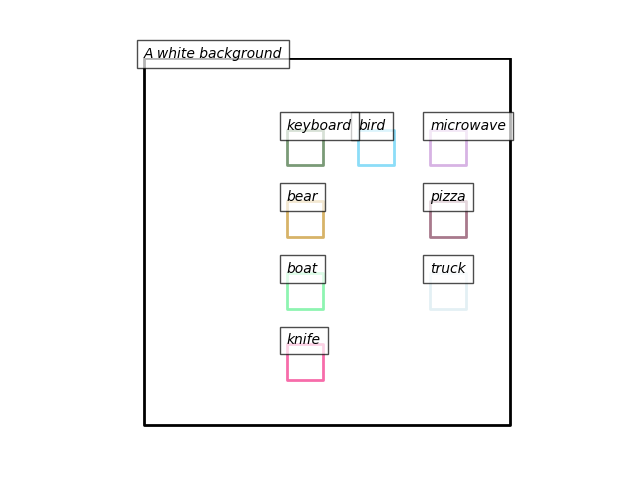 A white background
keyboard bird microwave
bear pizza
boat truck
knife